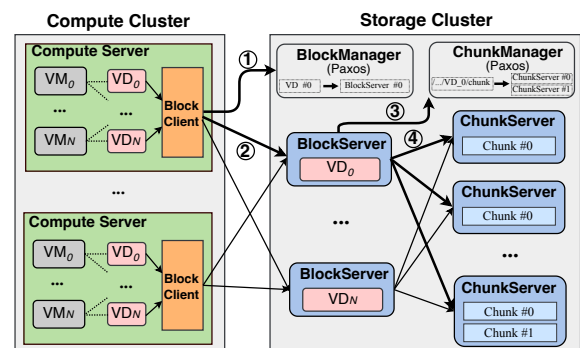 Compute Cluster
Compute Server
VM0
VD0
...
...
VMN
VDN
Block
Client
...
Compute Server
VM0
VD0
...
...
VMN
VDN
Block
Client
①
②
Storage Cluster
BlockManager
(Paxos)
VD #0
BlockServer #0
ChunkManager
(Paxos)
.../VD_0/chunk
ChunkServer #0
ChunkServer #1
③
④
BlockServer
VD0
...
BlockServer
VDN
ChunkServer
Chunk #0
ChunkServer
Chunk #0
...
ChunkServer
Chunk #0
Chunk #1